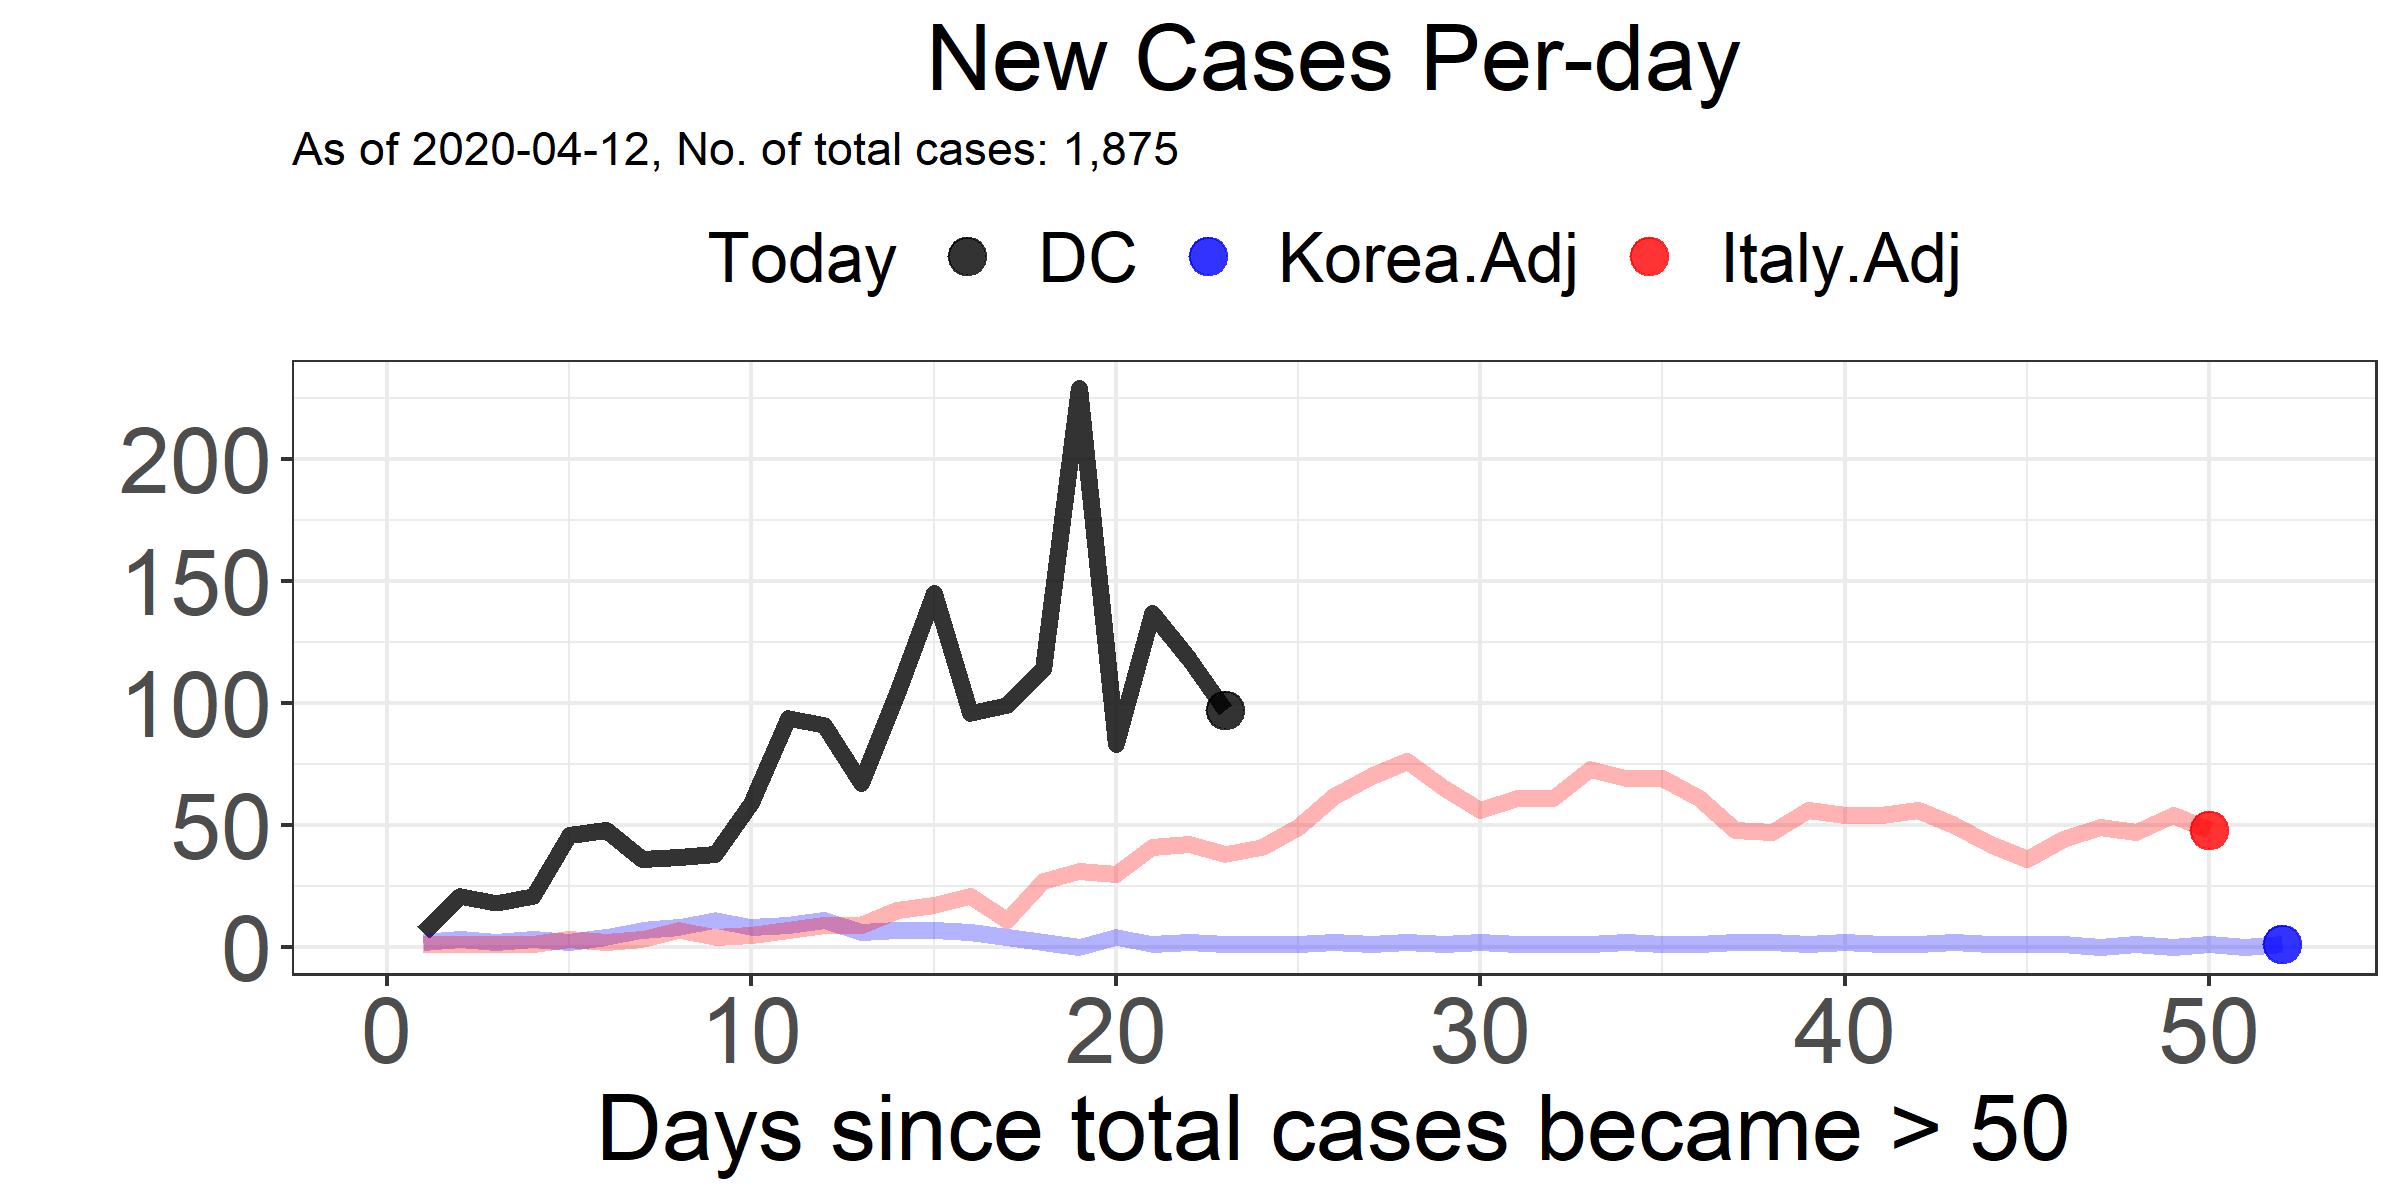 New Cases Per-day
As of 2020-04-12, No. of total cases: 1,875
Today DC Korea.Adj Italy.Adj
200
150
100
50
0
0 10 20 30 40 50
Days since total cases became > 50